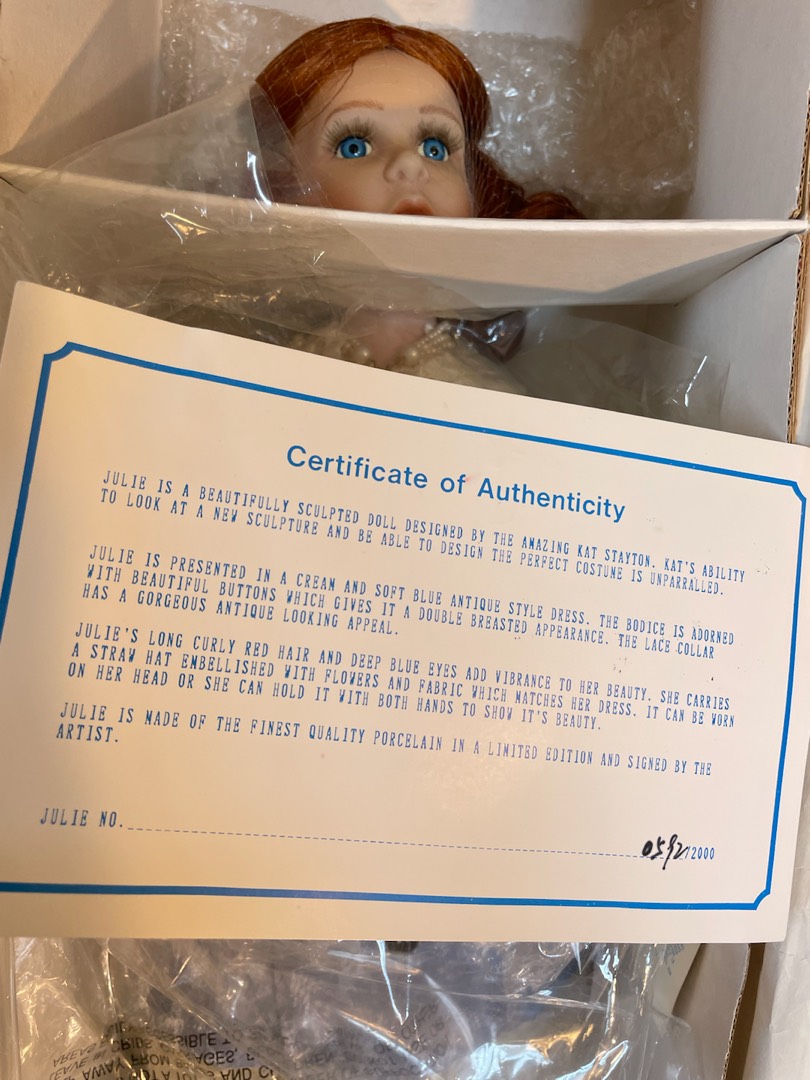 Certificate of Authenticity
JULIE IS A BEAUTIFULLY SCULPTED DOLL DESIGNED BY THE AMAZING KAT STAYTON. KAT'S ABILITY
TO LOOK AT A NEW SCULPTURE AND BE ABLE TO DESIGN THE PERFECT COSTUME IS UNPARRALLED.
JULIE IS PRESENTED IN A CREAM AND SOFT BLUE ANTIQUE STYLE DRESS. THE BODICE IS ADORNED
WITH BEAUTIFUL BUTTONS WHICH GIVES IT A DOUBLE BREASTED APPEARANCE. THE LACE COLLAR
HAS A GORGEOUS ANTIQUE LOOKING APPEAL.
JULIE'S LONG CURLY RED HAIR AND DEEP BLUE EYES ADD VIBRANCE TO HER BEAUTY. SHE CARRIES
A STRAW HAT EMBELLISHED WITH FLOWERS AND FABRIC WHICH MATCHES HER DRESS. IT CAN BE WORN
ON HER HEAD OR SHE CAN HOLD IT WITH BOTH HANDS TO SHOW IT'S BEAUTY.
JULIE IS MADE OF THE FINEST QUALITY PORCELAIN IN A LIMITED EDITION AND SIGNED BY THE
ARTIST.
JULIE NO. 0592/2000
AWAY FROM
AND